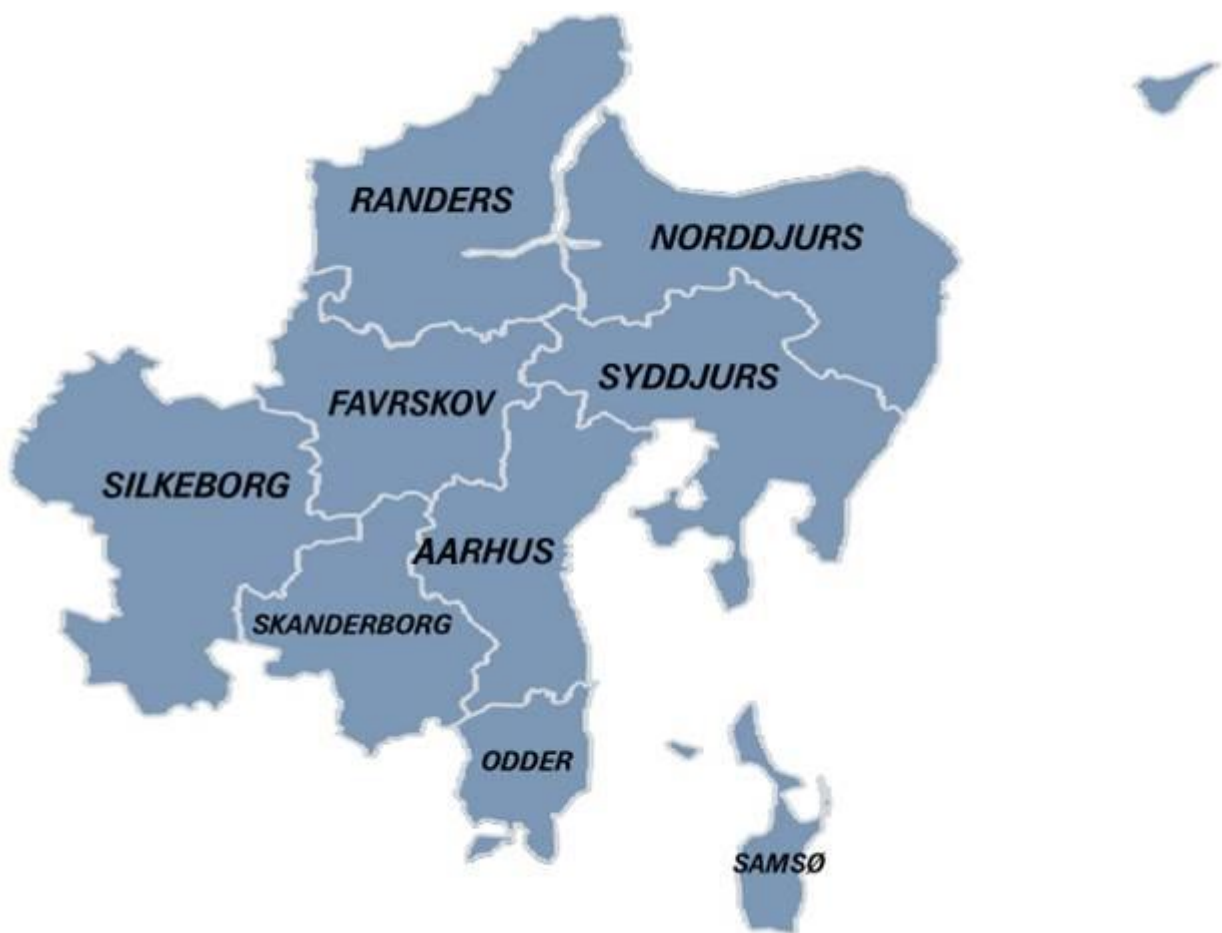 RANDERS
NORDDJURS
SYDDJURS
FAVRSKOV
SILKEBORG
AARHUS
SKANDERBORG
ODDER
SAMSØ